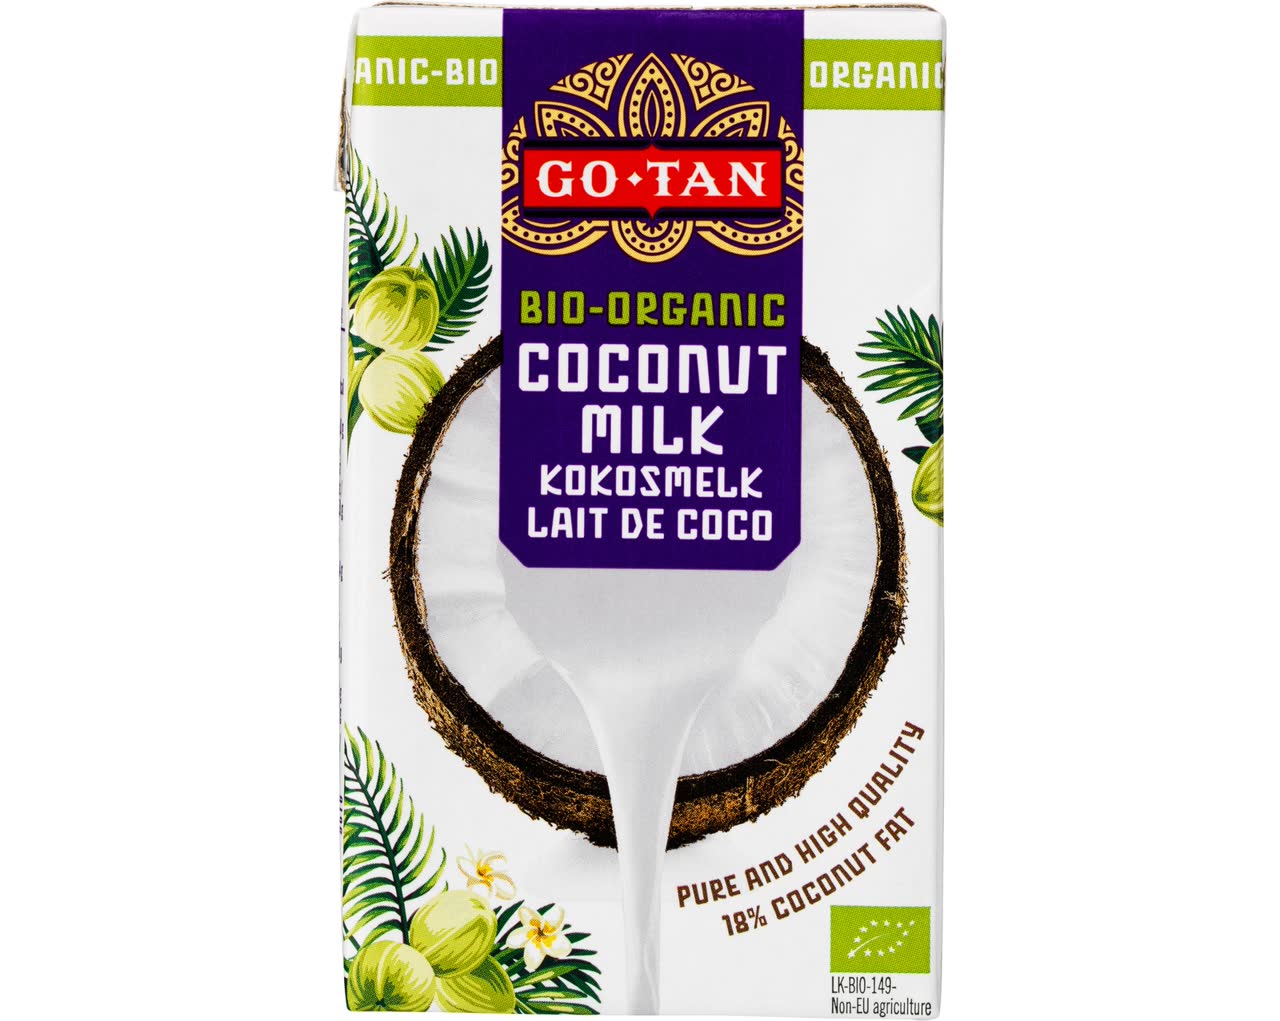 ANIC-BIO
ORGANIC
GO·TAN
BIO-ORGANIC
COCONUT
MILK
KOKOSMELK
LAIT DE COCO
PURE AND HIGH QUALITY
18% COCONUT FAT
LK-BIO-149-
Non-EU agriculture